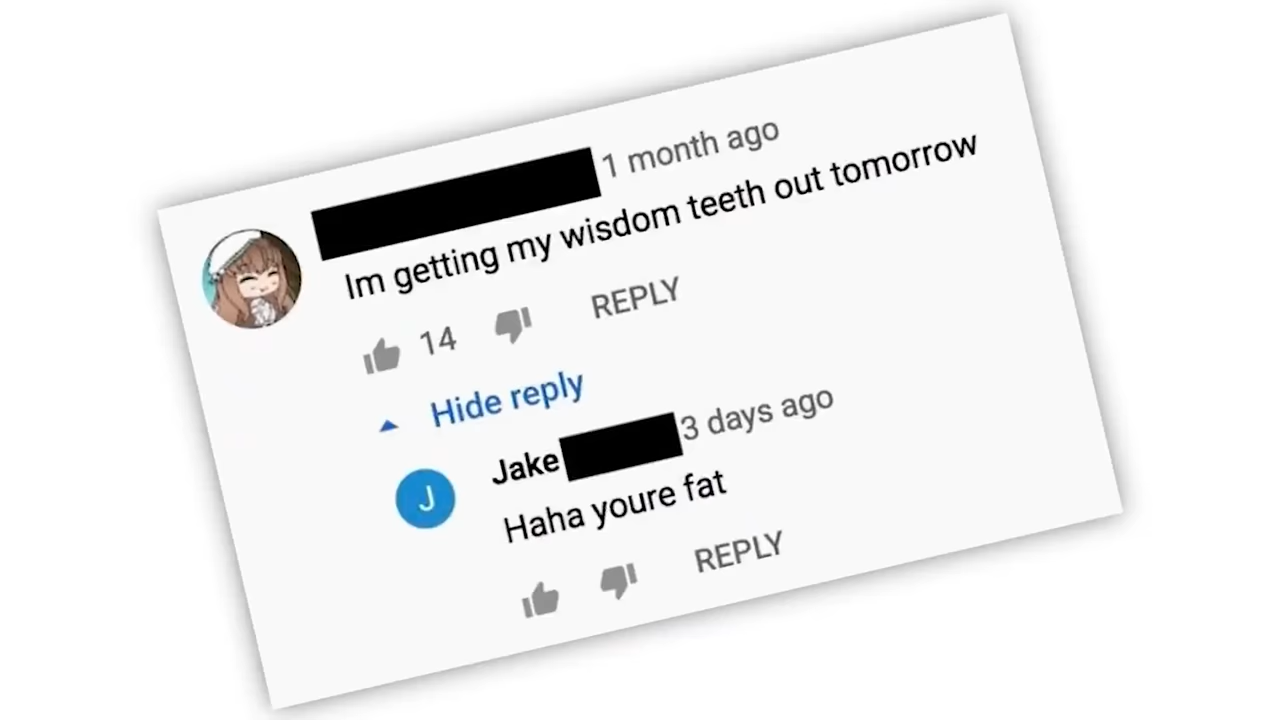 1 month ago
Im getting my wisdom teeth out tomorrow
14
REPLY
Hide reply
J
Jake
3 days ago
Haha youre fat
REPLY